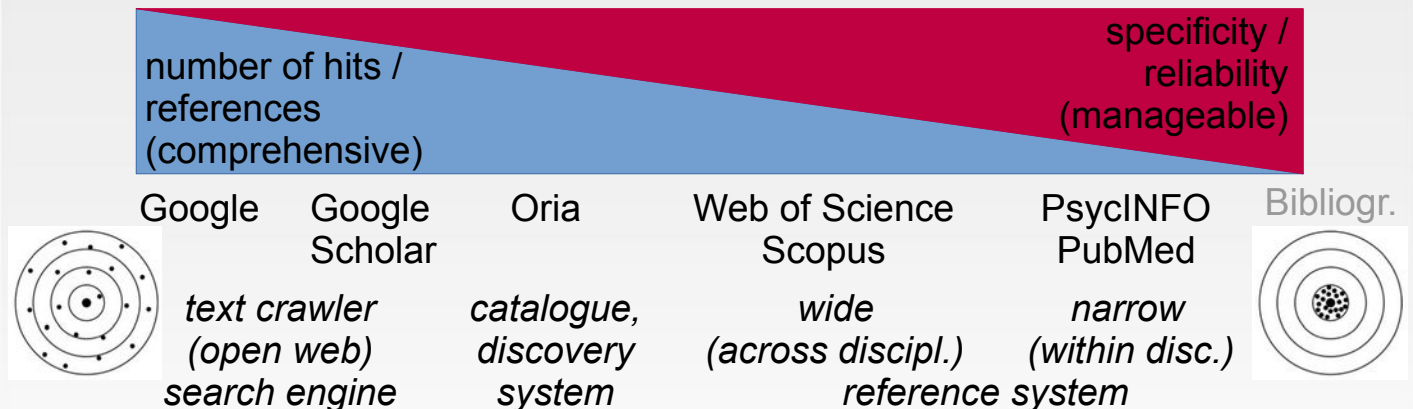 number of hits /
references
(comprehensive)
specificity /
reliability
(manageable)
Google
Google
Scholar
Oria
Web of Science
Scopus
PsycINFO
PubMed
Bibliogr.
text crawler
(open web)
search engine
catalogue,
discovery
system
wide
(across discipl.)
narrow
(within disc.)
reference system